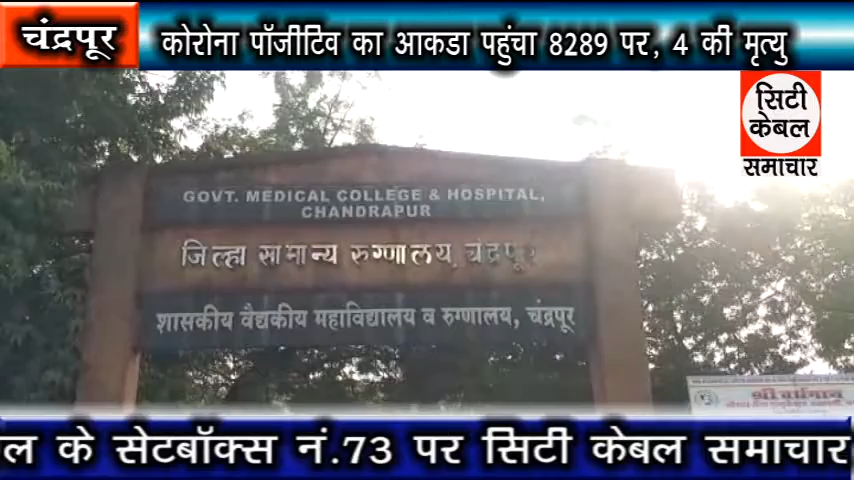 चंद्रपूर
कोरोना पॉजीटिव का आकडा पहुंचा 8289 पर, 4 की मृत्यु
सिटी
केबल
समाचार
GOVT. MEDICAL COLLEGE & HOSPITAL,
CHANDRAPUR
जिल्हा सामान्य रुग्णालय, चंद्रपूर
शासकीय वैद्यकीय महाविद्यालय व रुग्णालय, चंद्रपूर
के सेटबॉक्स नं.73 पर सिटी केबल समाचार